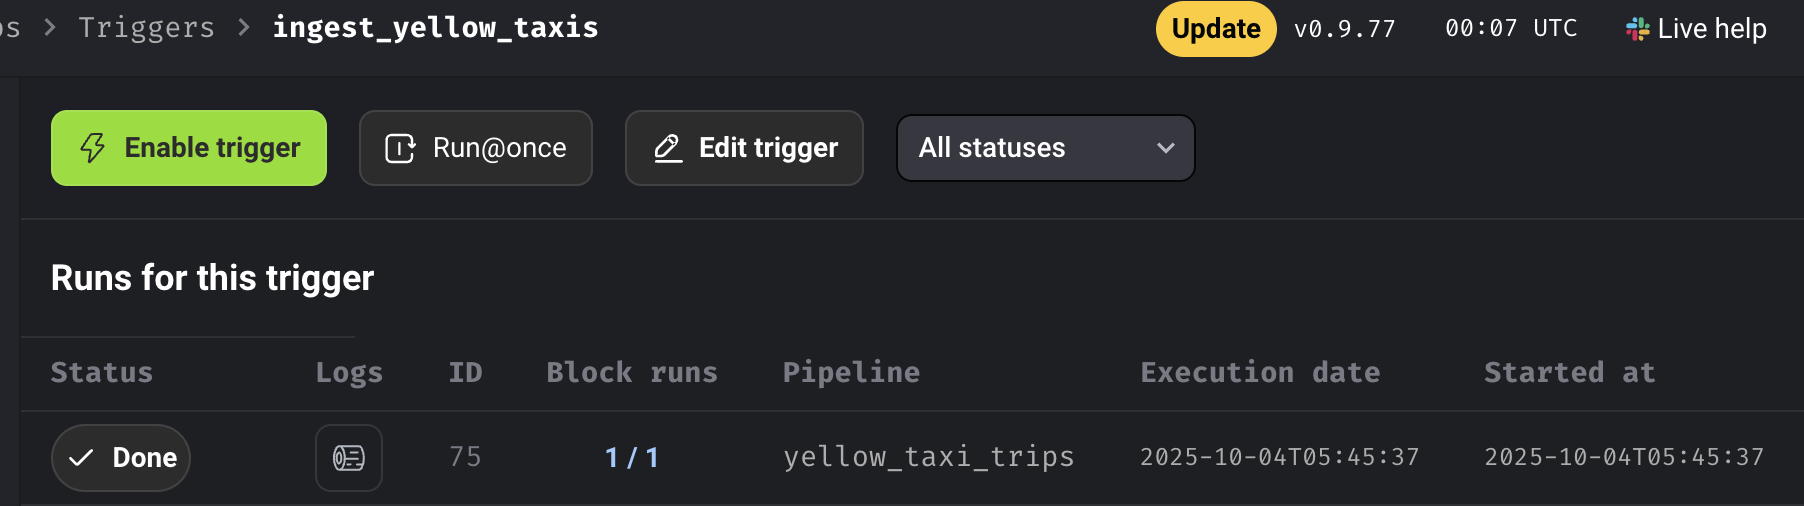 > Triggers > ingest_yellow_taxis Update v0.9.77 00:07 UTC Live help
Enable trigger Run@once Edit trigger All statuses
Runs for this trigger
Status Logs ID Block runs Pipeline Execution date Started at
Done 75 1 / 1 yellow_taxi_trips 2025-10-04T05:45:37 2025-10-04T05:45:37